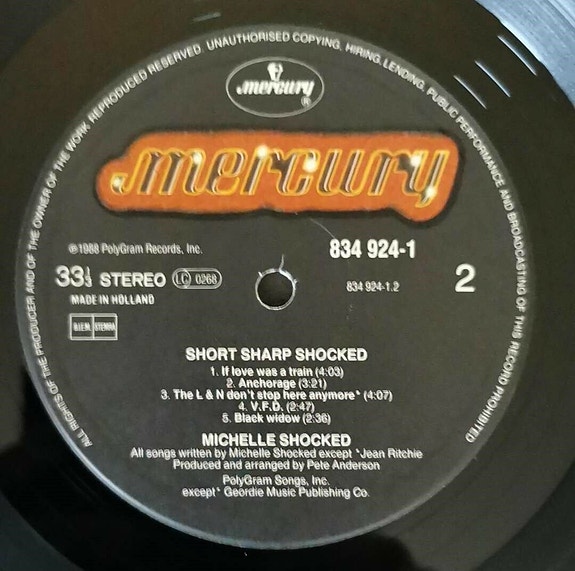 ALL RIGHTS OF THE PRODUCER AND OF THE OWNER OF THE WORK REPRODUCED RESERVED. UNAUTHORISED COPYING, HIRING, LENDING, PUBLIC PERFORMANCE AND BROADCASTING OF THIS RECORD PROHIBITED
mercury
®
mercury
℗1988 PolyGram Records, Inc.
834 924-1
33⅓ STEREO LC 0268
834 924-1.2
2
MADE IN HOLLAND
B.I.E.M. STEMRA
SHORT SHARP SHOCKED
1. If love was a train (4:03)
2. Anchorage (3:21)
3. The L & N don't stop here anymore* (4:07)
4. V.F.D. (2:47)
5. Black widow (2:36)
MICHELLE SHOCKED
All songs written by Michelle Shocked except *Jean Ritchie
Produced and arranged by Pete Anderson
PolyGram Songs, Inc.
except* Geordie Music Publishing Co.